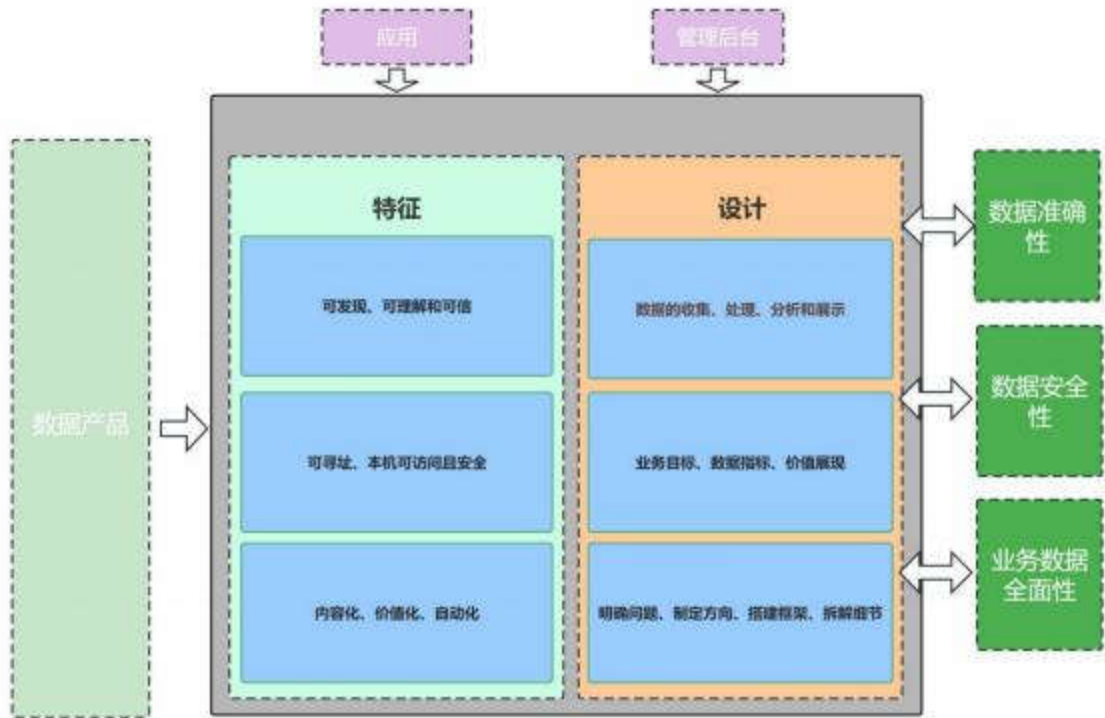 应用
管理后台
数据产品
特征
可发现、可理解和可信
可寻址、本机可访问且安全
内容化、价值化、自动化
设计
数据的收集、处理、分析和展示
业务目标、数据指标、价值展现
明确问题、制定方向、搭建框架、拆解细节
数据准确
性
数据安全
性
业务数据
全面性